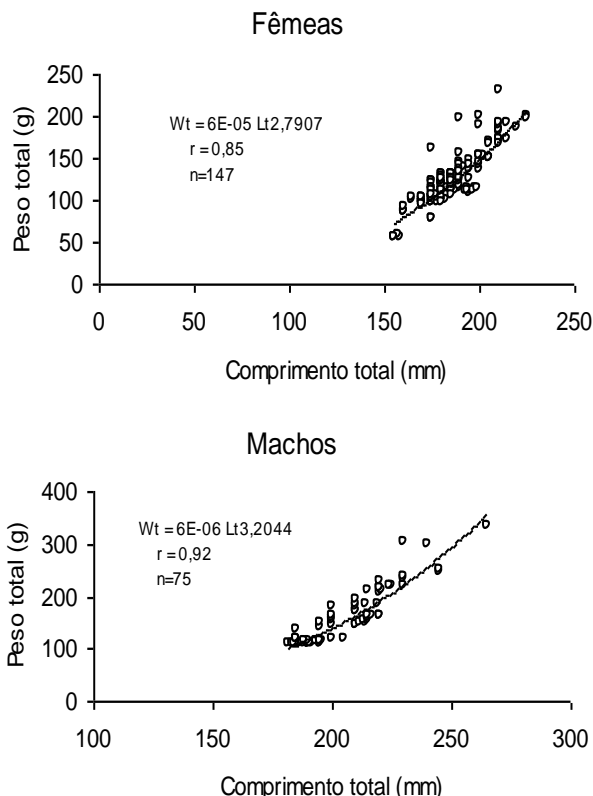 Fêmeas
250
200
150
100
50
0
Wt = 6E-05 Lt2,7907
r = 0,85
n=147
Peso total (g)
0 50 100 150 200 250
Comprimento total (mm)
Machos
400
300
200
100
0
Wt = 6E-06 Lt3,2044
r = 0,92
n=75
Peso total (g)
100 150 200 250 300
Comprimento total (mm)